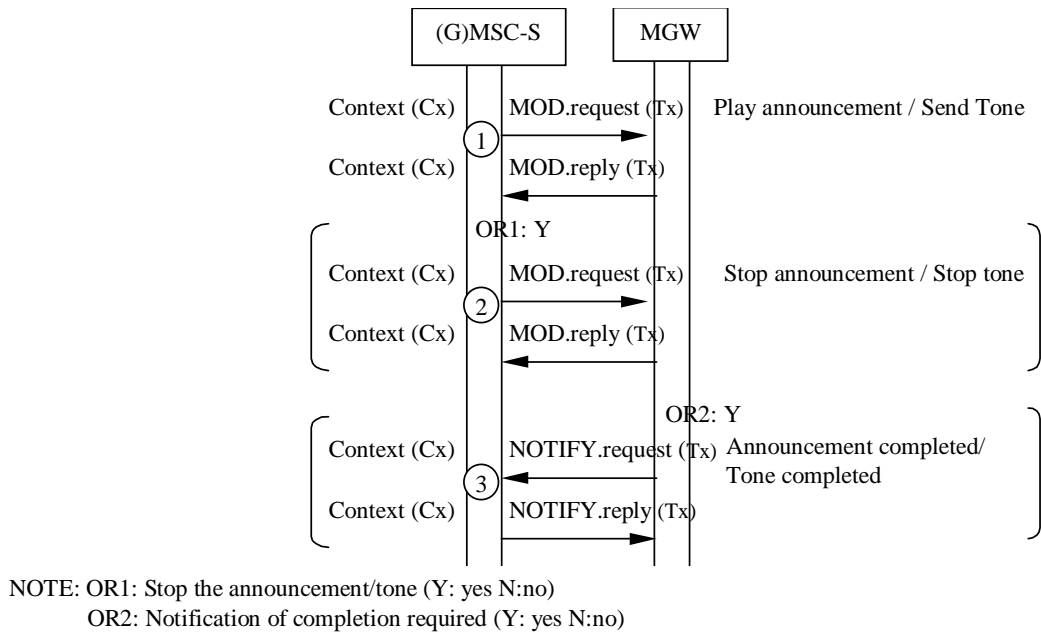 (G)MSC-S MGW
Context (Cx) MOD.request (Tx) Play announcement / Send Tone
1
Context (Cx) MOD.reply (Tx)
OR1: Y
Context (Cx) MOD.request (Tx) Stop announcement / Stop tone
2
Context (Cx) MOD.reply (Tx)
OR2: Y
Context (Cx) NOTIFY.request (Tx) Announcement completed/
3 Tone completed
Context (Cx) NOTIFY.reply (Tx)
NOTE: OR1: Stop the announcement/tone (Y: yes N:no)
OR2: Notification of completion required (Y: yes N:no)